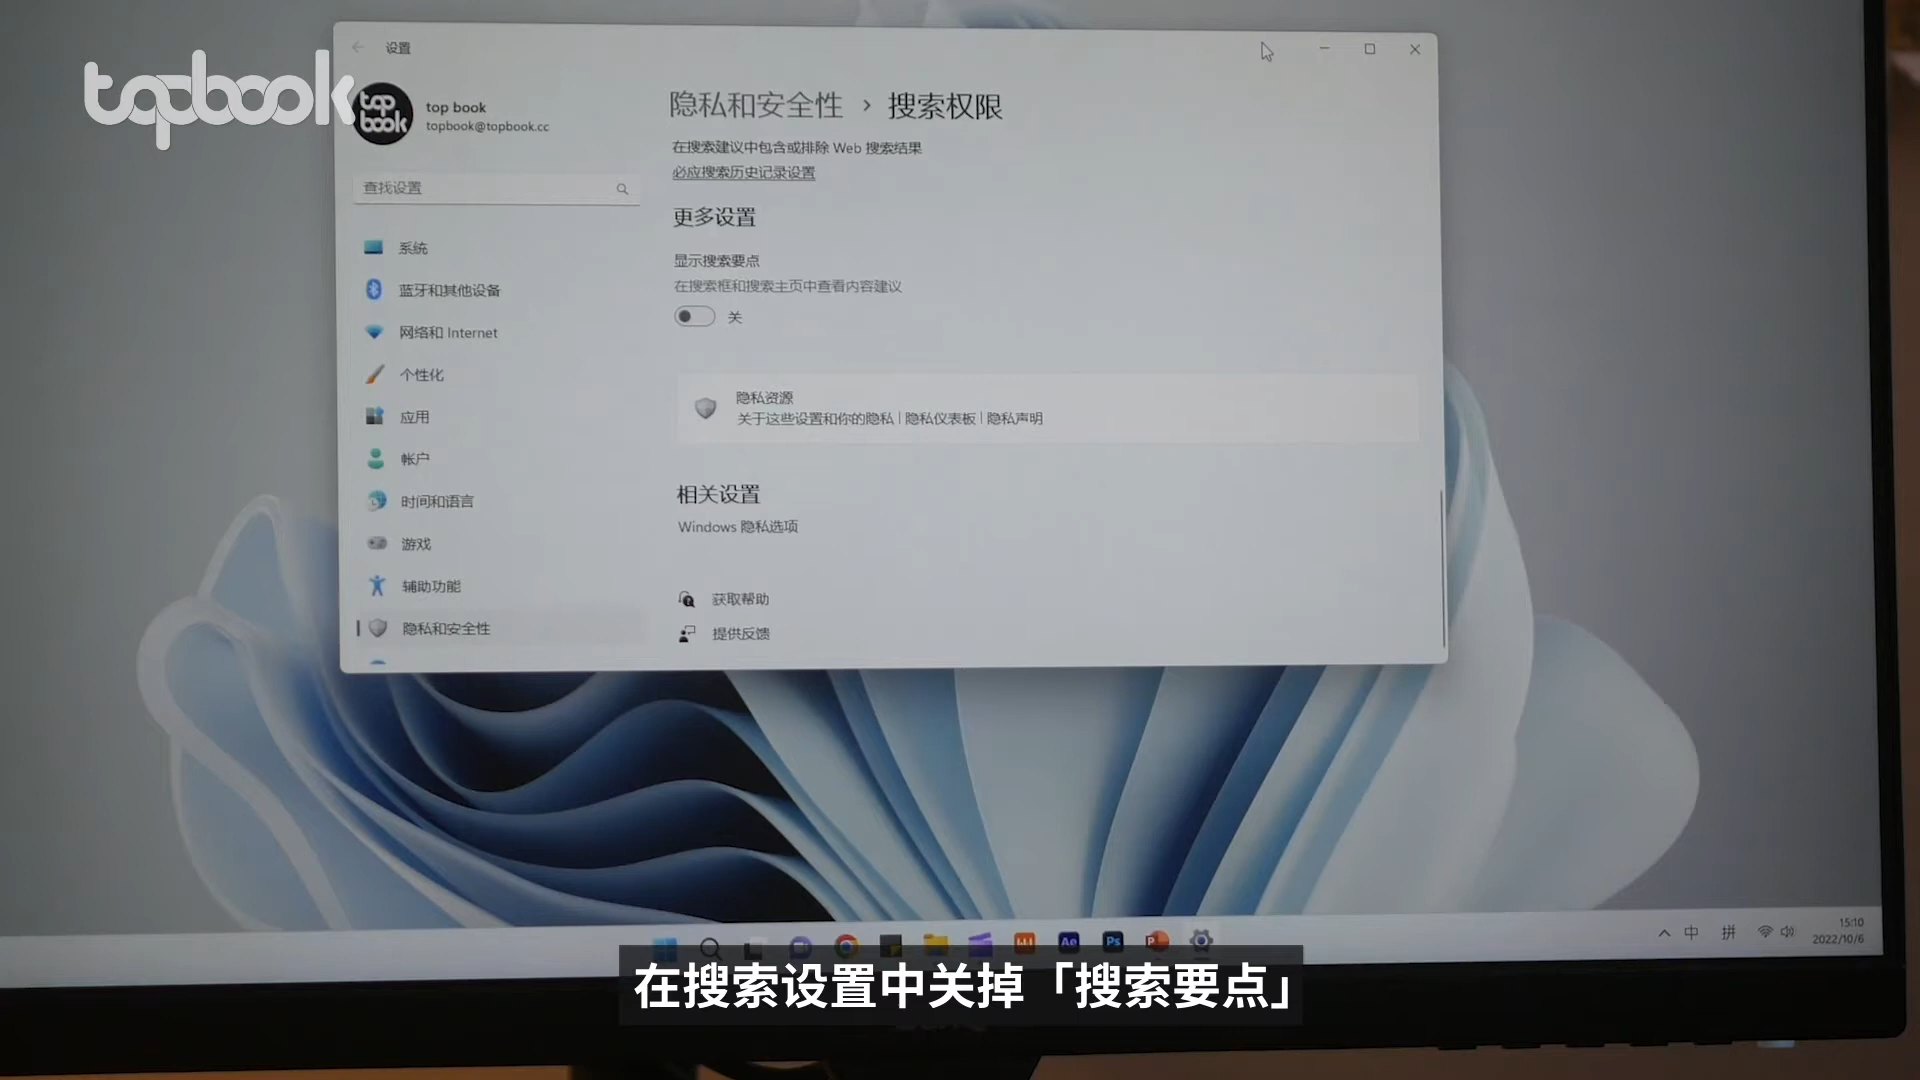 topbook
设置
top book
top book
topbook@topbook.cc
查找设置
系统
蓝牙和其他设备
网络和 Internet
个性化
应用
帐户
时间和语言
游戏
辅助功能
隐私和安全性
隐私和安全性 › 搜索权限
在搜索建议中包含或排除 Web 搜索结果
必应搜索历史记录设置
更多设置
显示搜索要点
在搜索框和搜索主页中查看内容建议
关
隐私资源
关于这些设置和你的隐私 | 隐私仪表板 | 隐私声明
相关设置
Windows 隐私选项
获取帮助
提供反馈
Ae
Ps
P
中
拼
15:10
2022/10/6
在搜索设置中关掉「搜索要点」